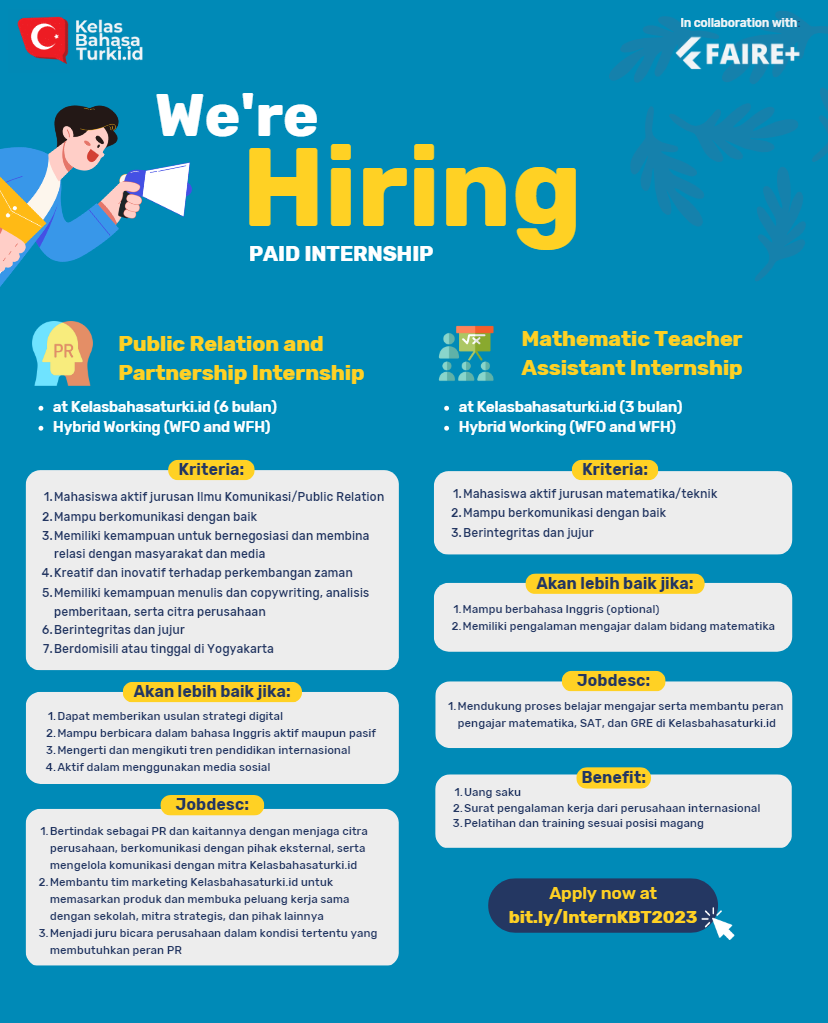 Kelas
Bahasa
Turki.id
In collaboration with
FAIRE+
We're
Hiring
PAID INTERNSHIP
PR
Public Relation and
Partnership Internship
• at Kelasbahasaturki.id (6 bulan)
• Hybrid Working (WFO and WFH)
Kriteria:
1. Mahasiswa aktif jurusan Ilmu Komunikasi/Public Relation
2. Mampu berkomunikasi dengan baik
3. Memiliki kemampuan untuk bernegosiasi dan membina
relasi dengan masyarakat dan media
4. Kreatif dan inovatif terhadap perkembangan zaman
5. Memiliki kemampuan menulis dan copywriting, analisis
pemberitaan, serta citra perusahaan
6. Berintegritas dan jujur
7. Berdomisili atau tinggal di Yogyakarta
Akan lebih baik jika:
1. Dapat memberikan usulan strategi digital
2. Mampu berbicara dalam bahasa Inggris aktif maupun pasif
3. Mengerti dan mengikuti tren pendidikan internasional
4. Aktif dalam menggunakan media sosial
Jobdesc:
1. Bertindak sebagai PR dan kaitannya dengan menjaga citra
perusahaan, berkomunikasi dengan pihak eksternal, serta
mengelola komunikasi dengan mitra Kelasbahasaturki.id
2. Membantu tim marketing Kelasbahasaturki.id untuk
memasarkan produk dan membuka peluang kerja sama
dengan sekolah, mitra strategis, dan pihak lainnya
3. Menjadi juru bicara perusahaan dalam kondisi tertentu yang
membutuhkan peran PR
√x
Mathematic Teacher
Assistant Internship
• at Kelasbahasaturki.id (3 bulan)
• Hybrid Working (WFO and WFH)
Kriteria:
1. Mahasiswa aktif jurusan matematika/teknik
2. Mampu berkomunikasi dengan baik
3. Berintegritas dan jujur
Akan lebih baik jika:
1. Mampu berbahasa Inggris (optional)
2. Memiliki pengalaman mengajar dalam bidang matematika
Jobdesc:
1. Mendukung proses belajar mengajar serta membantu peran
pengajar matematika, SAT, dan GRE di Kelasbahasaturki.id
Benefit:
1. Uang saku
2. Surat pengalaman kerja dari perusahaan internasional
3. Pelatihan dan training sesuai posisi magang
Apply now at
bit.ly/InternKBT2023